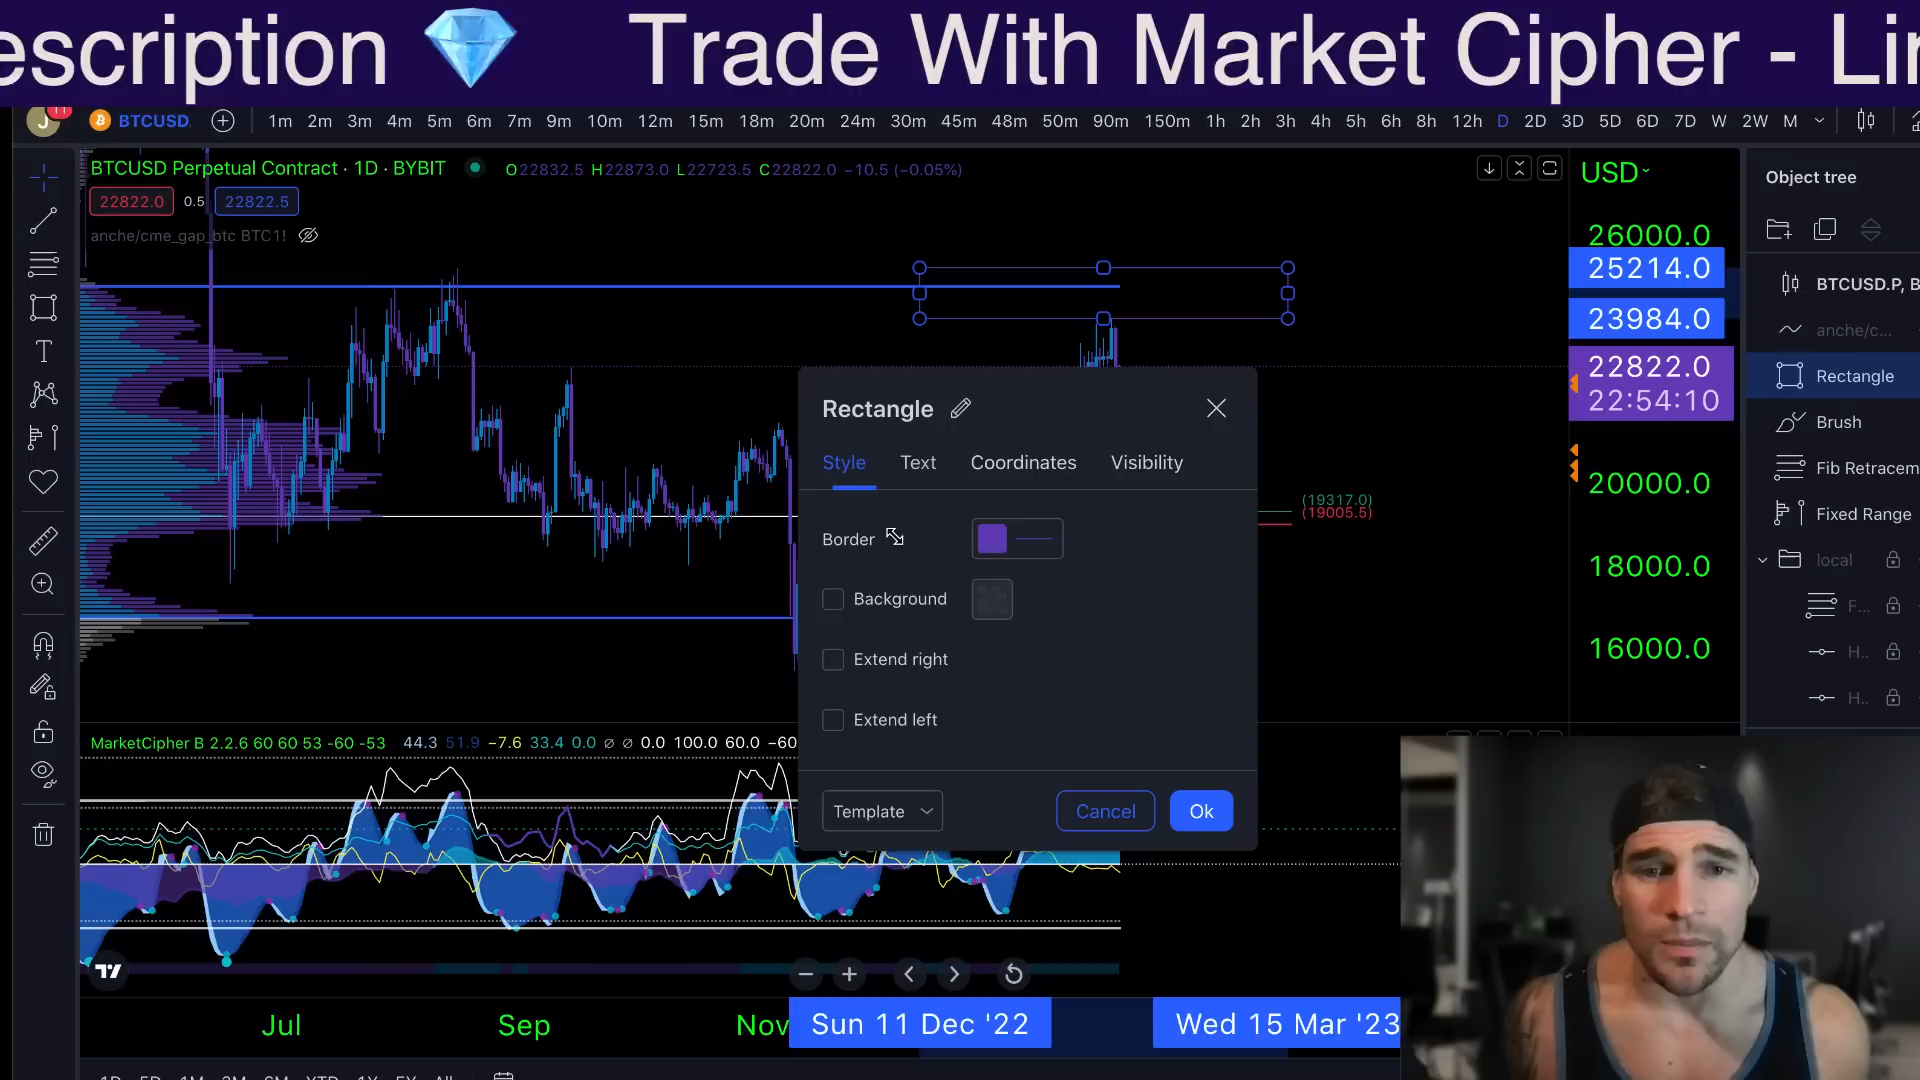 escription 💎 Trade With Market Cipher - Li
J 11 BTCUSD 1m 2m 3m 4m 5m 6m 7m 9m 10m 12m 15m 18m 20m 24m 30m 45m 48m 50m 90m 150m 1h 2h 3h 4h 5h 6h 8h 12h D 2D 3D 5D 6D 7D W 2W M
BTCUSD Perpetual Contract · 1D · BYBIT O22832.5 H22873.0 L22723.5 C22822.0 −10.5 (−0.05%)
22822.0 0.5 22822.5
anche/cme_gap_btc BTC1!
USD
26000.0
25214.0
23984.0
22822.0
22:54:10
20000.0
18000.0
16000.0
(19317.0)
(19005.5)
Object tree
BTCUSD.P, B
anche/c...
Rectangle
Brush
Fib Retracem
Fixed Range
local
F...
H..
H..
Rectangle
Style Text Coordinates Visibility
Border
Background
Extend right
Extend left
Template Cancel Ok
MarketCipher B 2.2.6 60 60 53 -60 -53 44.3 51.9 −7.6 33.4 0.0 ∅ ∅ 0.0 100.0 60.0 −60
Jul Sep Nov Sun 11 Dec '22 Wed 15 Mar '23